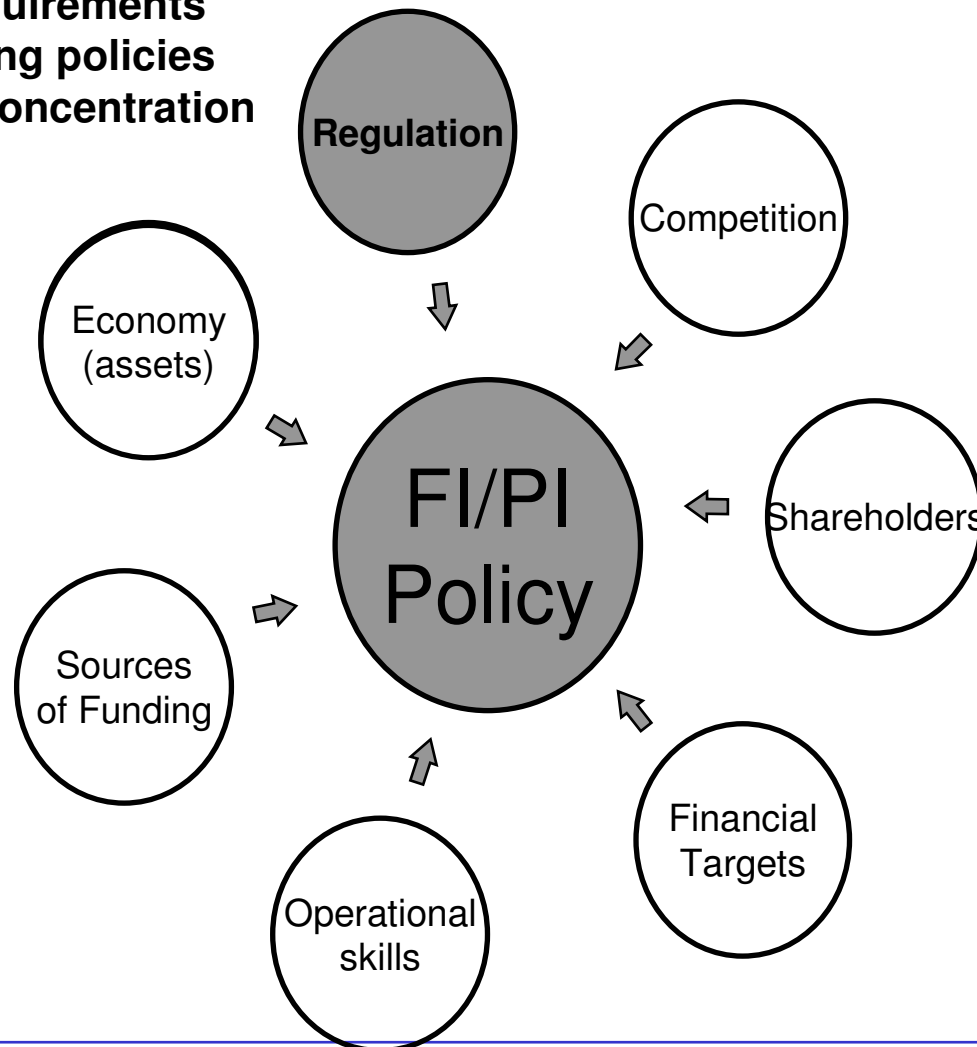 uirements
ng policies
oncentration
Regulation
Competition
Economy
(assets)
FI/PI
Policy
Shareholders
Sources
of Funding
Financial
Targets
Operational
skills